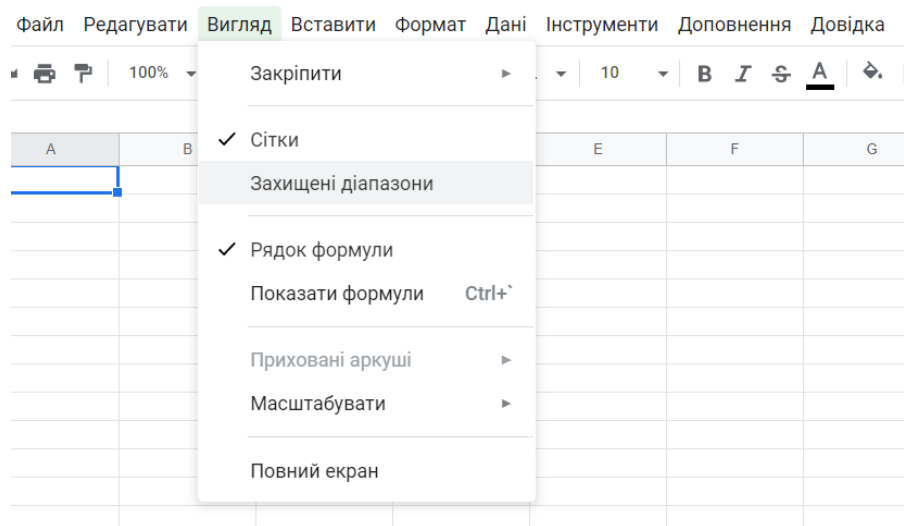 Файл Редагувати Вигляд Вставити Формат Дані Інструменти Доповнення Довідка
100% 10 B I S A
A B E F G
Закріпити
Сітки
Захищені діапазони
Рядок формули
Показати формули Ctrl+`
Приховані аркуші
Масштабувати
Повний екран